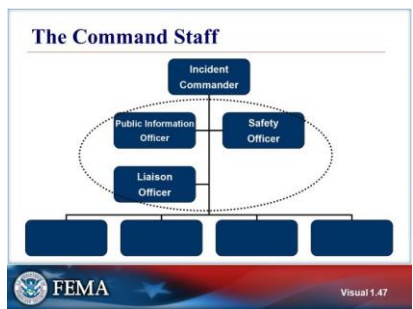 The Command Staff
Incident
Commander
Public Information
Officer
Safety
Officer
Liaison
Officer
FEMA
Visual 1.47